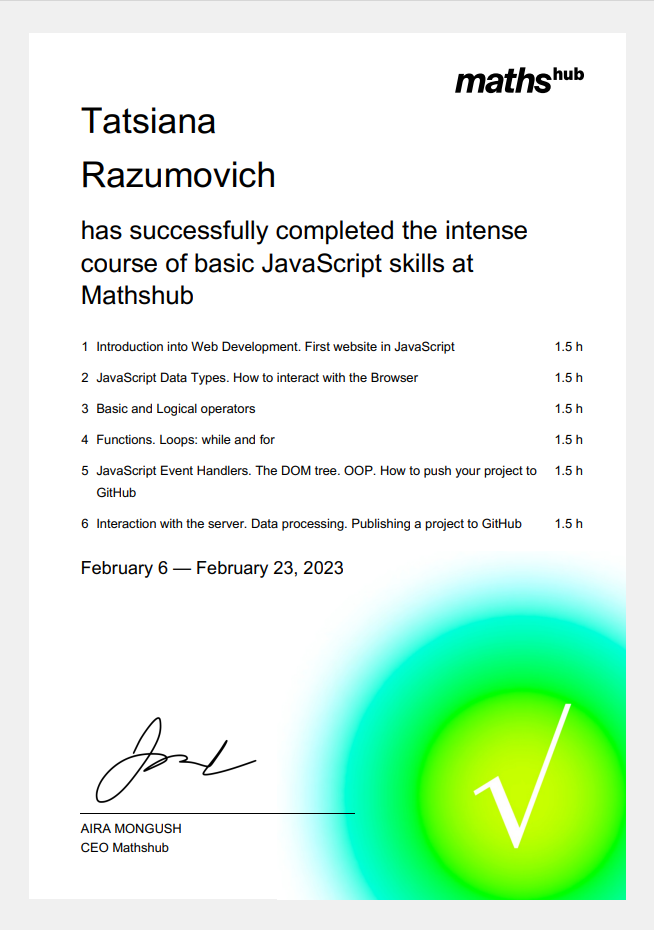 maths hub
Tatsiana
Razumovich
has successfully completed the intense
course of basic JavaScript skills at
Mathshub
1 Introduction into Web Development. First website in JavaScript 1.5 h
2 JavaScript Data Types. How to interact with the Browser 1.5 h
3 Basic and Logical operators 1.5 h
4 Functions. Loops: while and for 1.5 h
5 JavaScript Event Handlers. The DOM tree. OOP. How to push your project to 1.5 h
GitHub
6 Interaction with the server. Data processing. Publishing a project to GitHub 1.5 h
February 6 — February 23, 2023
√
AIRA MONGUSH
CEO Mathshub